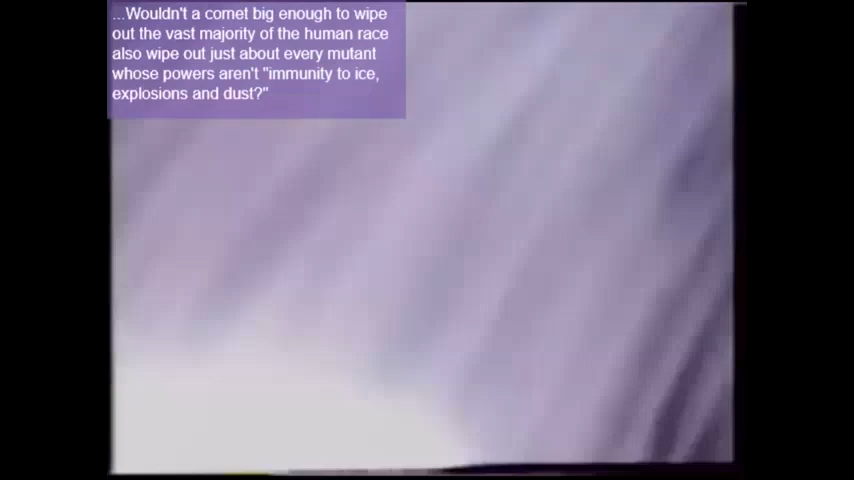 ...Wouldn't a comet big enough to wipe
out the vast majority of the human race
also wipe out just about every mutant
whose powers aren't "immunity to ice,
explosions and dust?"